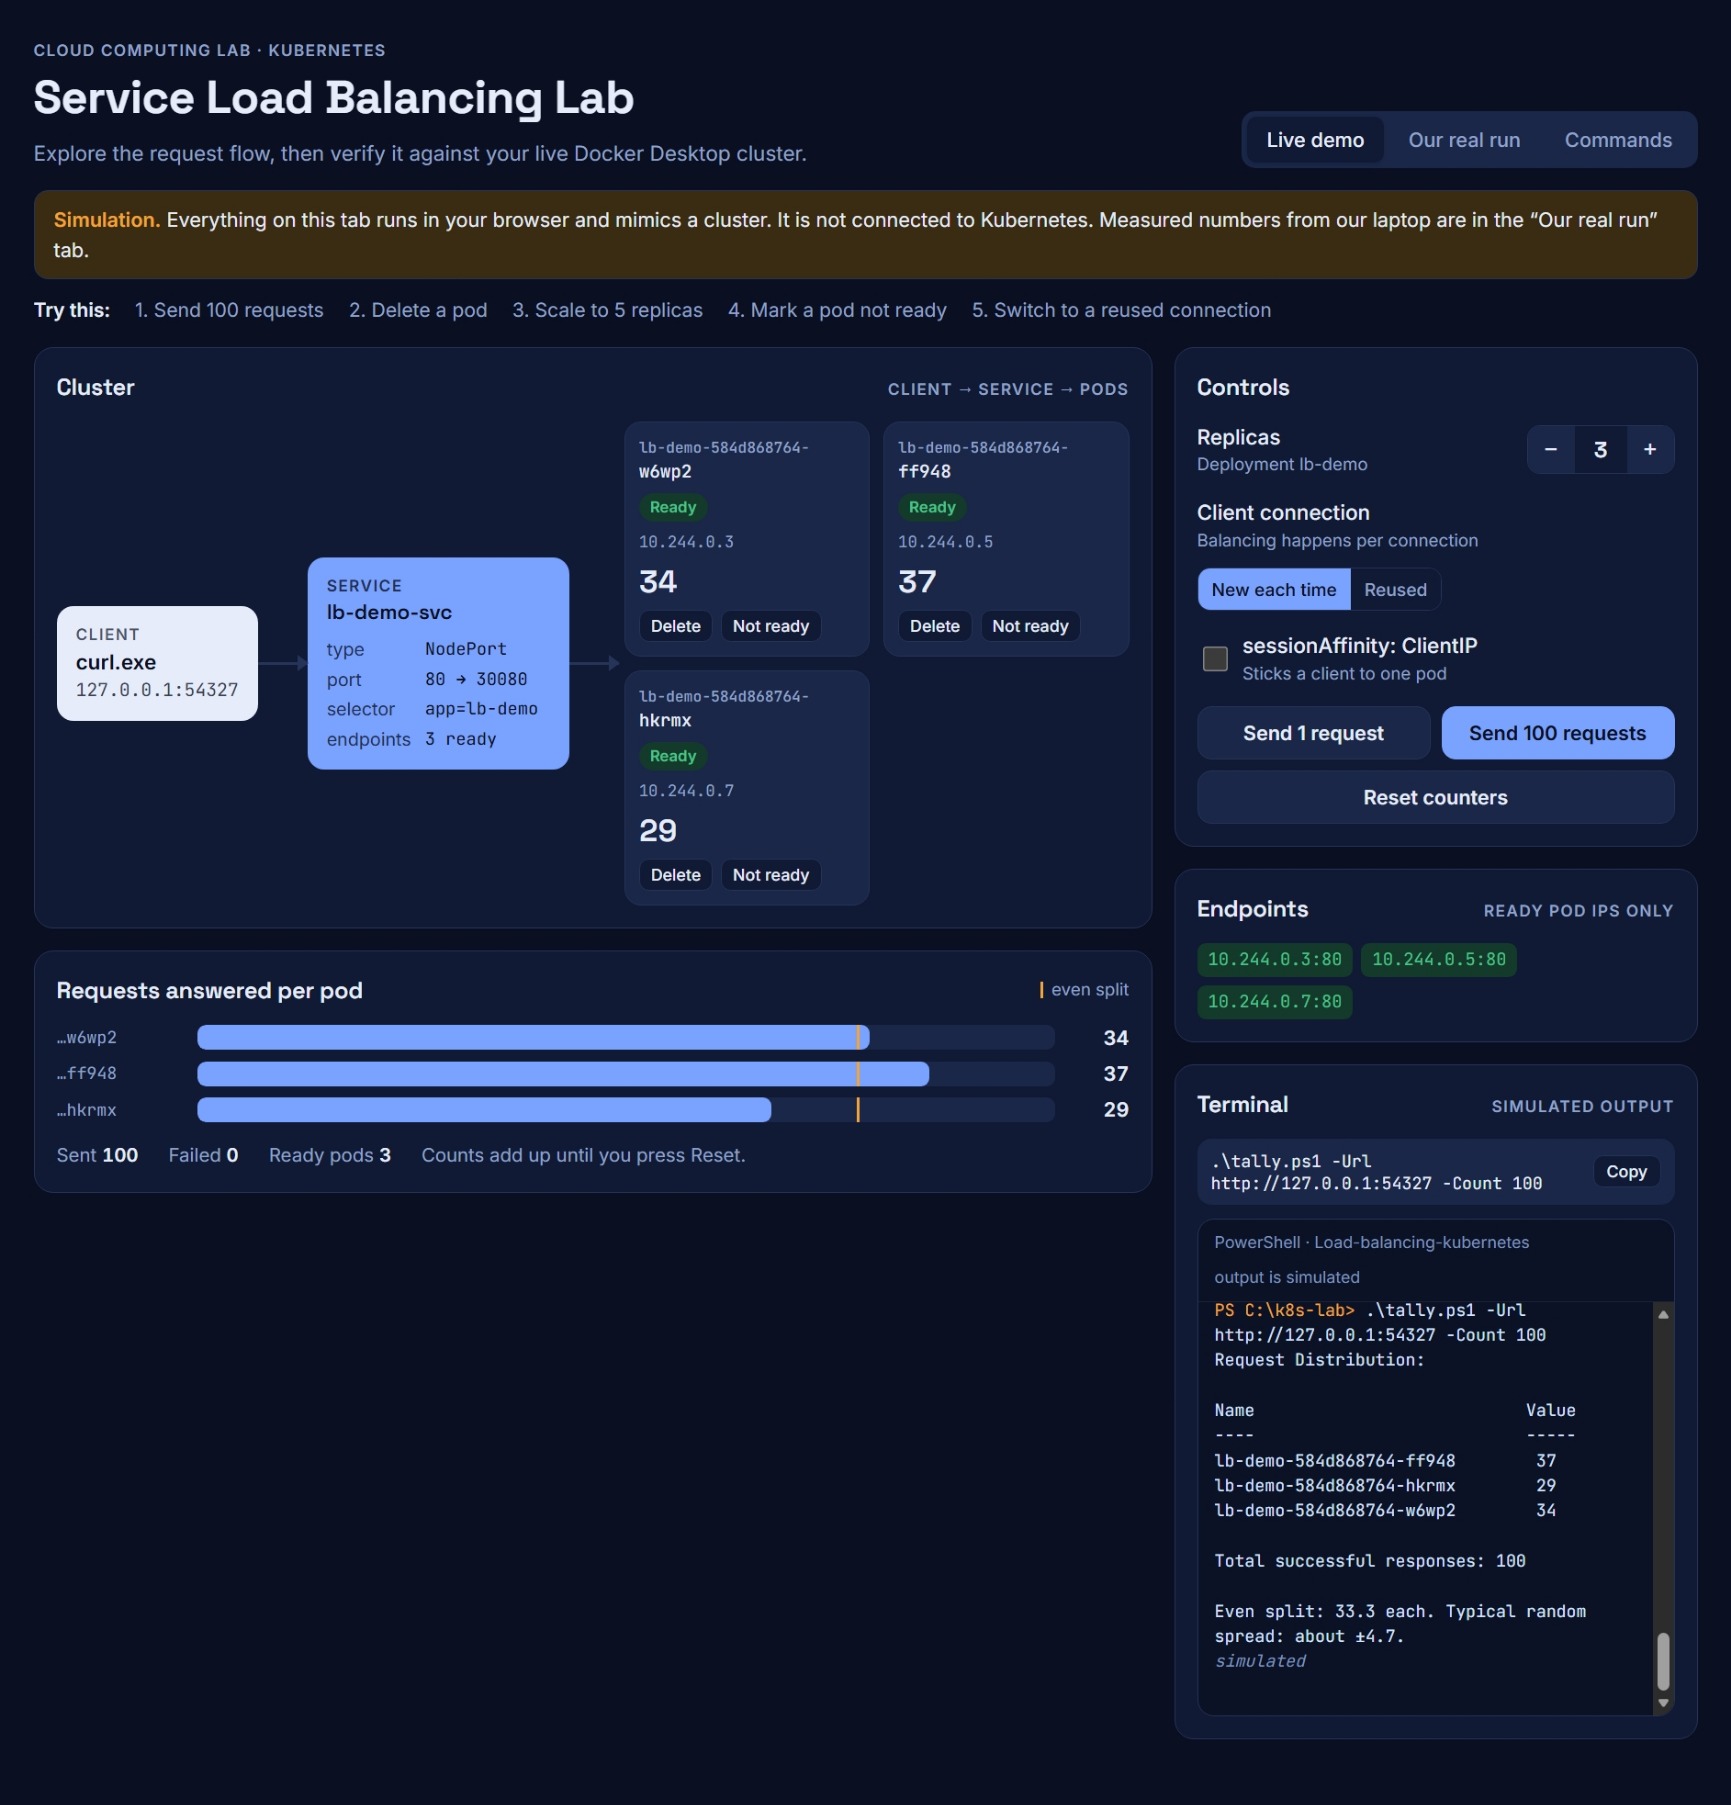 CLOUD COMPUTING LAB · KUBERNETES
Service Load Balancing Lab
Explore the request flow, then verify it against your live Docker Desktop cluster.
Live demo
Our real run
Commands
Simulation. Everything on this tab runs in your browser and mimics a cluster. It is not connected to Kubernetes. Measured numbers from our laptop are in the “Our real run”
tab.
Try this: 1. Send 100 requests 2. Delete a pod 3. Scale to 5 replicas 4. Mark a pod not ready 5. Switch to a reused connection
Cluster
CLIENT → SERVICE → PODS
CLIENT
curl.exe
127.0.0.1:54327
SERVICE
lb-demo-svc
type NodePort
port 80 → 30080
selector app=lb-demo
endpoints 3 ready
lb-demo-584d868764-
w6wp2
Ready
10.244.0.3
34
Delete Not ready
lb-demo-584d868764-
ff948
Ready
10.244.0.5
37
Delete Not ready
lb-demo-584d868764-
hkrmx
Ready
10.244.0.7
29
Delete Not ready
Requests answered per pod
even split
…w6wp2 34
…ff948 37
…hkrmx 29
Sent 100 Failed 0 Ready pods 3 Counts add up until you press Reset.
Controls
Replicas
Deployment lb-demo
− 3 +
Client connection
Balancing happens per connection
New each time Reused
sessionAffinity: ClientIP
Sticks a client to one pod
Send 1 request Send 100 requests
Reset counters
Endpoints
READY POD IPS ONLY
10.244.0.3:80 10.244.0.5:80
10.244.0.7:80
Terminal
SIMULATED OUTPUT
.\tally.ps1 -Url
http://127.0.0.1:54327 -Count 100
Copy
PowerShell · Load-balancing-kubernetes
output is simulated
PS C:\k8s-lab> .\tally.ps1 -Url
http://127.0.0.1:54327 -Count 100
Request Distribution:
Name Value
---- -----
lb-demo-584d868764-ff948 37
lb-demo-584d868764-hkrmx 29
lb-demo-584d868764-w6wp2 34
Total successful responses: 100
Even split: 33.3 each. Typical random
spread: about ±4.7.
simulated